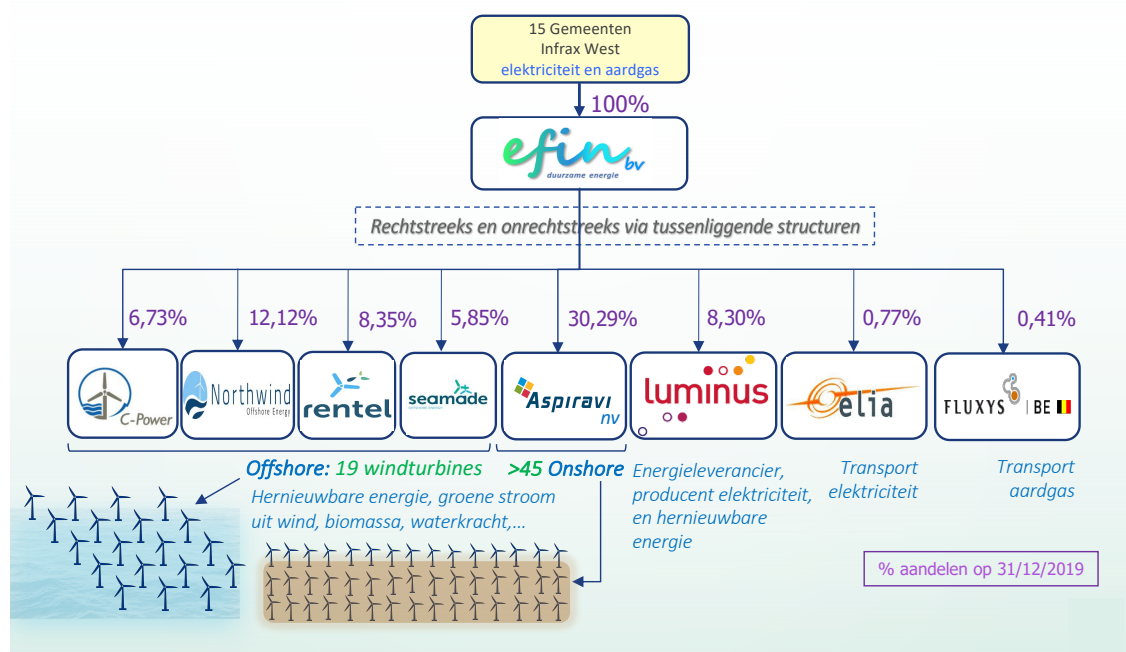 15 Gemeenten
Infrax West
elektriciteit en aardgas
100%
efin bv
duurzame energie
Rechtstreeks en onrechtstreeks via tussenliggende structuren
6,73%
12,12%
8,35%
5,85%
30,29%
8,30%
0,77%
0,41%
C-Power
Northwind
Offshore Energy
rentel
seamade
Aspiravi
nv
luminus
elia
FLUXYS | BE
Offshore: 19 windturbines
Hernieuwbare energie, groene stroom
uit wind, biomassa, waterkracht,...
>45 Onshore
Energieleverancier,
producent elektriciteit,
en hernieuwbare
energie
Transport
elektriciteit
Transport
aardgas
% aandelen op 31/12/2019